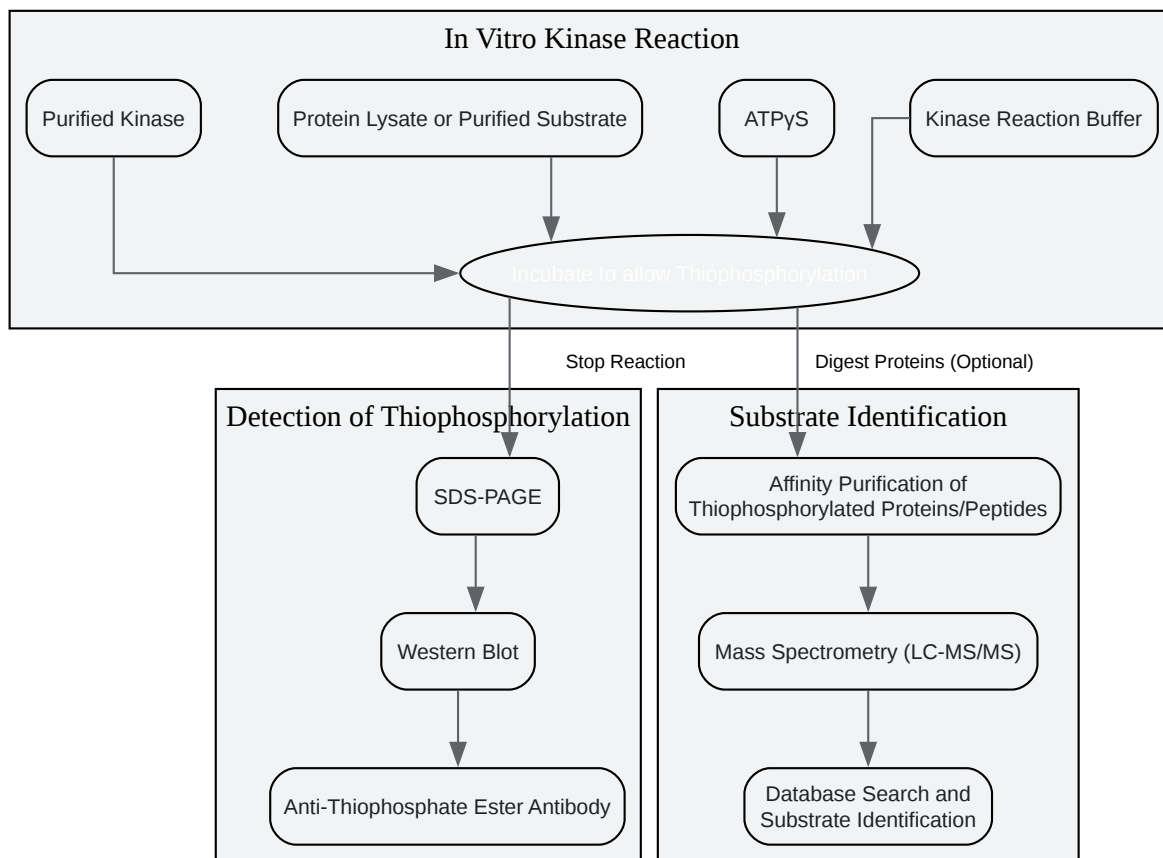 In Vitro Kinase Reaction
Purified Kinase
Protein Lysate or Purified Substrate
ATPγS
Kinase Reaction Buffer
Incubate to allow Thiophosphorylation
Stop Reaction
Digest Proteins (Optional)
Detection of Thiophosphorylation
SDS-PAGE
Western Blot
Anti-Thiophosphate Ester Antibody
Substrate Identification
Affinity Purification of
Thiophosphorylated Proteins/Peptides
Mass Spectrometry (LC-MS/MS)
Database Search and
Substrate Identification